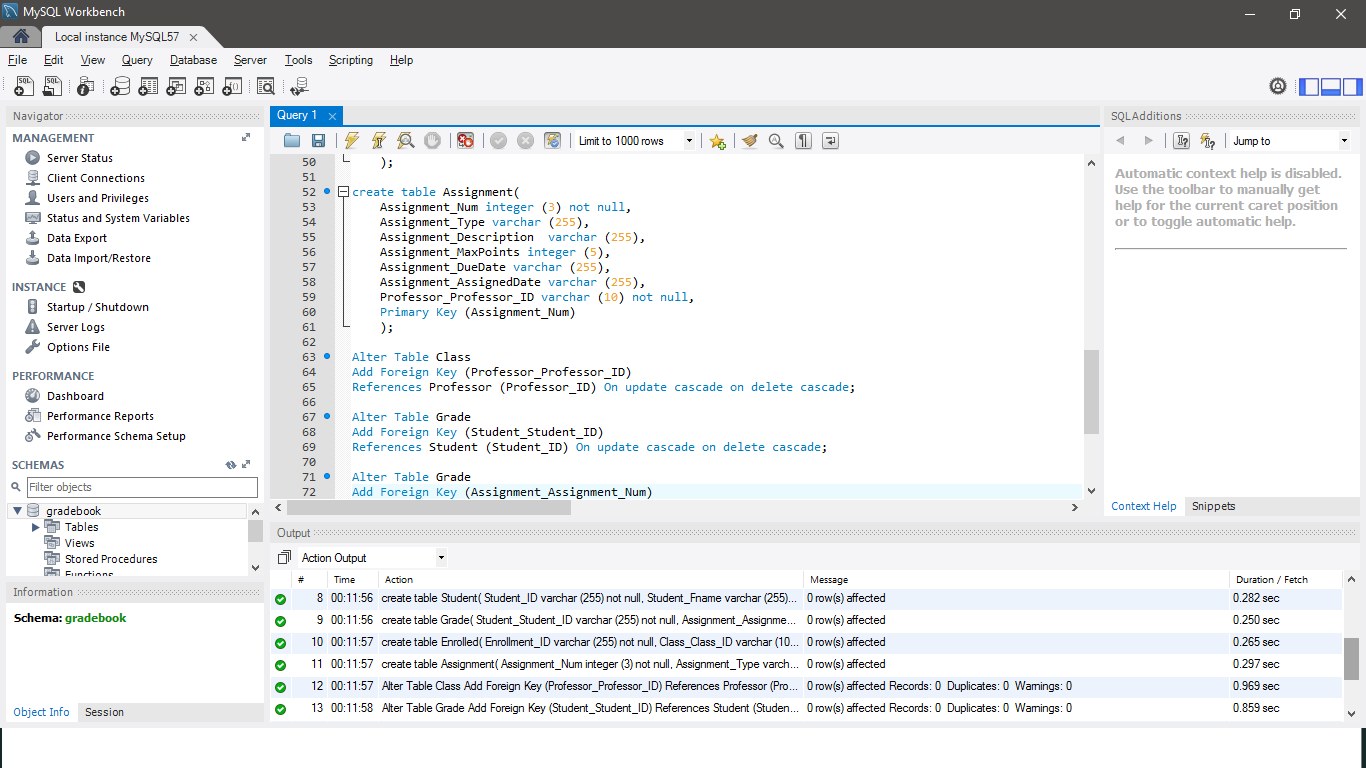 MySQL Workbench
Local instance MySQL57
File Edit View Query Database Server Tools Scripting Help
Navigator
MANAGEMENT
Server Status
Client Connections
Users and Privileges
Status and System Variables
Data Export
Data Import/Restore
INSTANCE
Startup / Shutdown
Server Logs
Options File
PERFORMANCE
Dashboard
Performance Reports
Performance Schema Setup
SCHEMAS
Filter objects
gradebook
Tables
Views
Stored Procedures
Functions
Information
Schema: gradebook
Object Info Session
Query 1
Limit to 1000 rows
50 );
51
52 create table Assignment(
53 Assignment_Num integer (3) not null,
54 Assignment_Type varchar (255),
55 Assignment_Description  varchar (255),
56 Assignment_MaxPoints integer (5),
57 Assignment_DueDate varchar (255),
58 Assignment_AssignedDate varchar (255),
59 Professor_Professor_ID varchar (10) not null,
60 Primary Key (Assignment_Num)
61 );
62
63 Alter Table Class
64 Add Foreign Key (Professor_Professor_ID)
65 References Professor (Professor_ID) On update cascade on delete cascade;
66
67 Alter Table Grade
68 Add Foreign Key (Student_Student_ID)
69 References Student (Student_ID) On update cascade on delete cascade;
70
71 Alter Table Grade
72 Add Foreign Key (Assignment_Assignment_Num)
SQLAdditions
Jump to
Automatic context help is disabled.
Use the toolbar to manually get
help for the current caret position
or to toggle automatic help.
Context Help Snippets
Output
Action Output
# Time Action Message Duration / Fetch
8 00:11:56 create table Student( Student_ID varchar (255) not null, Student_Fname varchar (255)... 0 row(s) affected 0.282 sec
9 00:11:56 create table Grade( Student_Student_ID varchar (255) not null, Assignment_Assignme... 0 row(s) affected 0.250 sec
10 00:11:57 create table Enrolled( Enrollment_ID varchar (255) not null, Class_Class_ID varchar (10... 0 row(s) affected 0.265 sec
11 00:11:57 create table Assignment( Assignment_Num integer (3) not null, Assignment_Type varch... 0 row(s) affected 0.297 sec
12 00:11:57 Alter Table Class Add Foreign Key (Professor_Professor_ID) References Professor (Pro... 0 row(s) affected Records: 0  Duplicates: 0  Warnings: 0 0.969 sec
13 00:11:58 Alter Table Grade Add Foreign Key (Student_Student_ID) References Student (Studen... 0 row(s) affected Records: 0  Duplicates: 0  Warnings: 0 0.859 sec